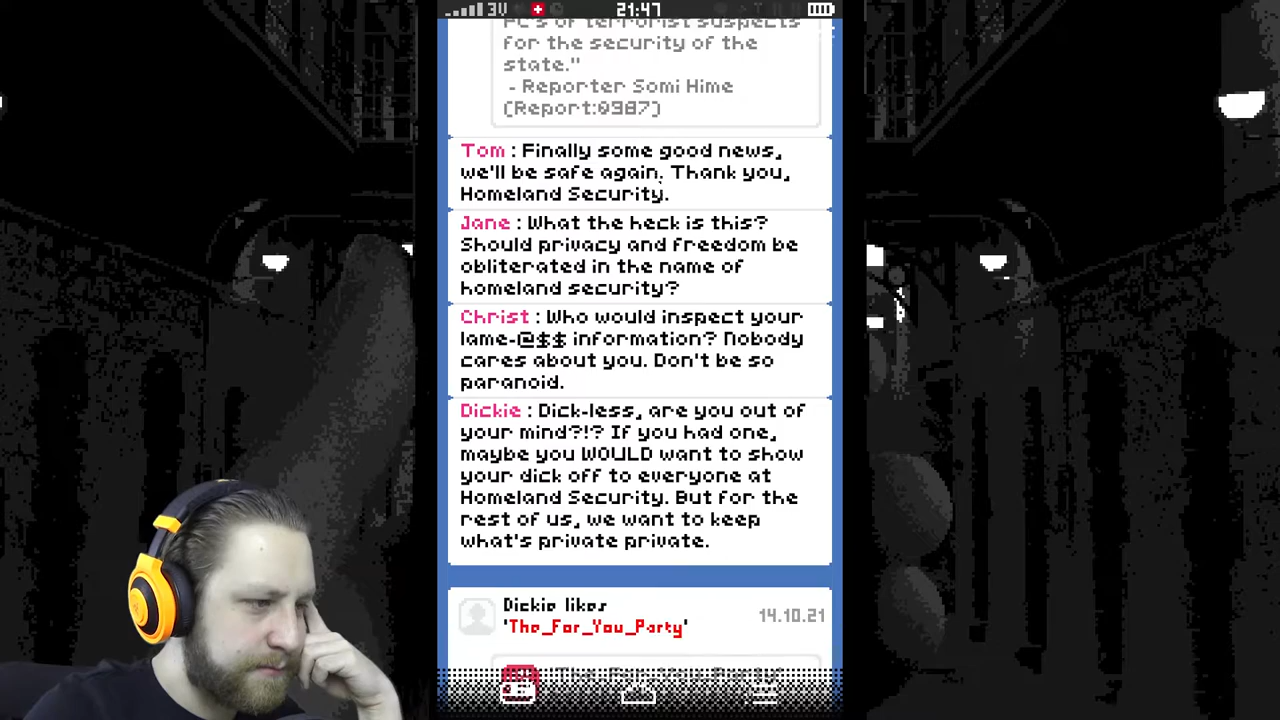 3V 21:47
PC's of terrorist suspects
for the security of the
state."
- Reporter Somi Hime
(Report:0987)
Tom : Finally some good news,
we'll be safe again. Thank you,
Homeland Security.
Jane : What the heck is this?
Should privacy and freedom be
obliterated in the name of
homeland security?
Christ : Who would inspect your
lame-@$$ information? Nobody
cares about you. Don't be so
paranoid.
Dickie : Dick-less, are you out of
your mind?!? If you had one,
maybe you WOULD want to show
your dick off to everyone at
Homeland Security. But for the
rest of us, we want to keep
what's private private.
Dickie likes
14.10.21
'The_For_You_Party'